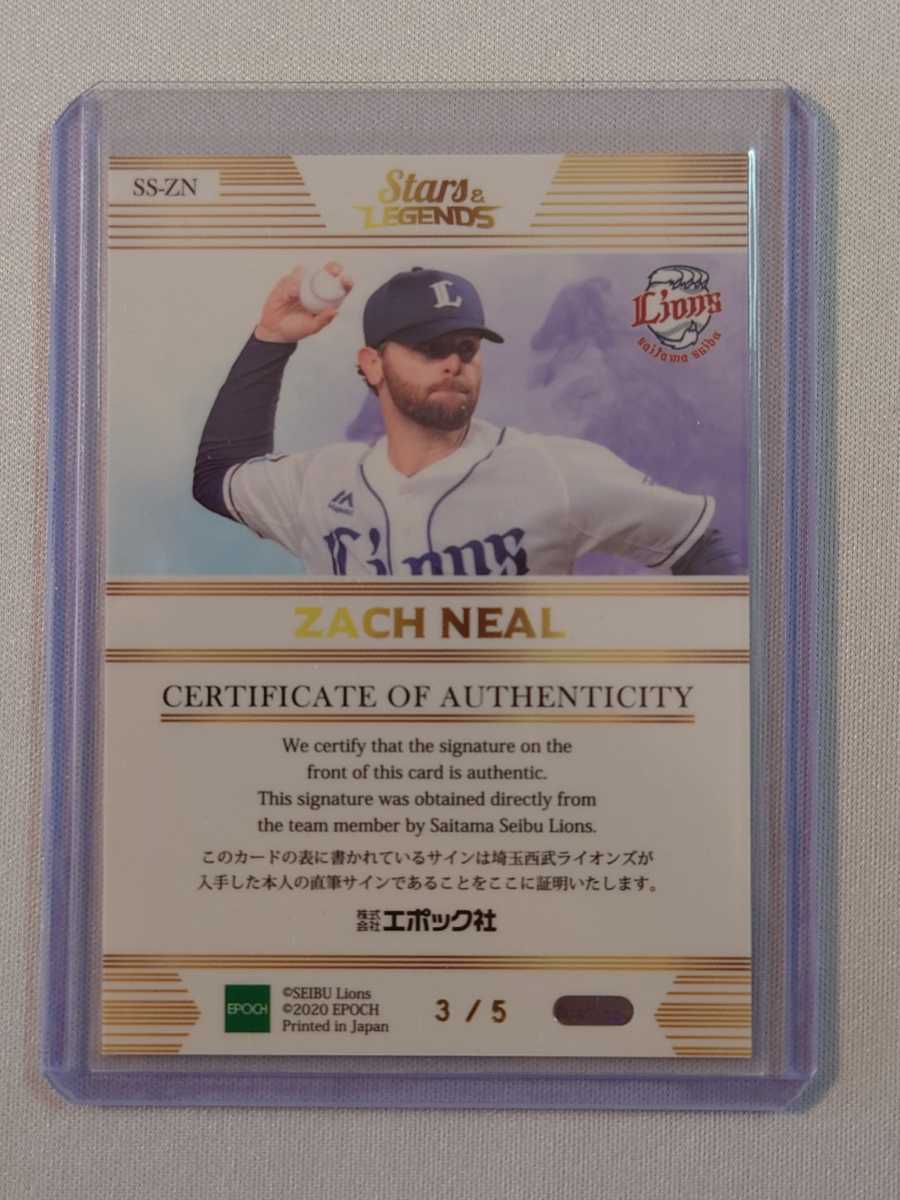 SS-ZN
Stars &
LEGENDS
L
Lions
saitama seibu
Lions
ZACH NEAL
CERTIFICATE OF AUTHENTICITY
We certify that the signature on the
front of this card is authentic.
This signature was obtained directly from
the team member by Saitama Seibu Lions.
このカードの表に書かれているサインは埼玉西武ライオンズが
入手した本人の直筆サインであることをここに証明いたします。
株式会社エポック社
EPOCH
©SEIBU Lions
©2020 EPOCH
Printed in Japan
3 / 5